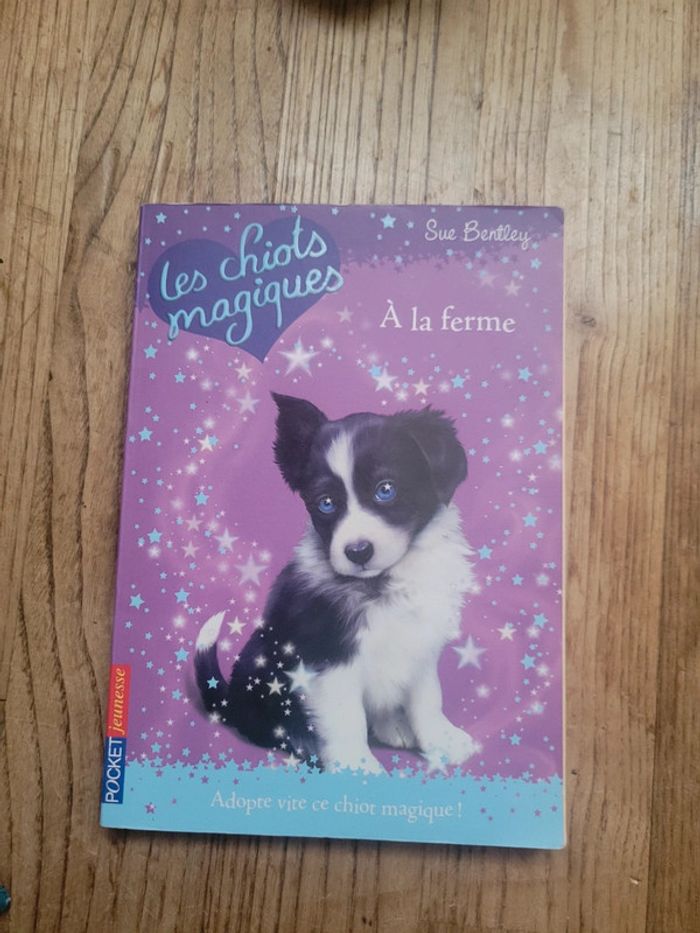 Sue Bentley
Les chiots
magiques
À la ferme
POCKET jeunesse
Adopte vite ce chiot magique !